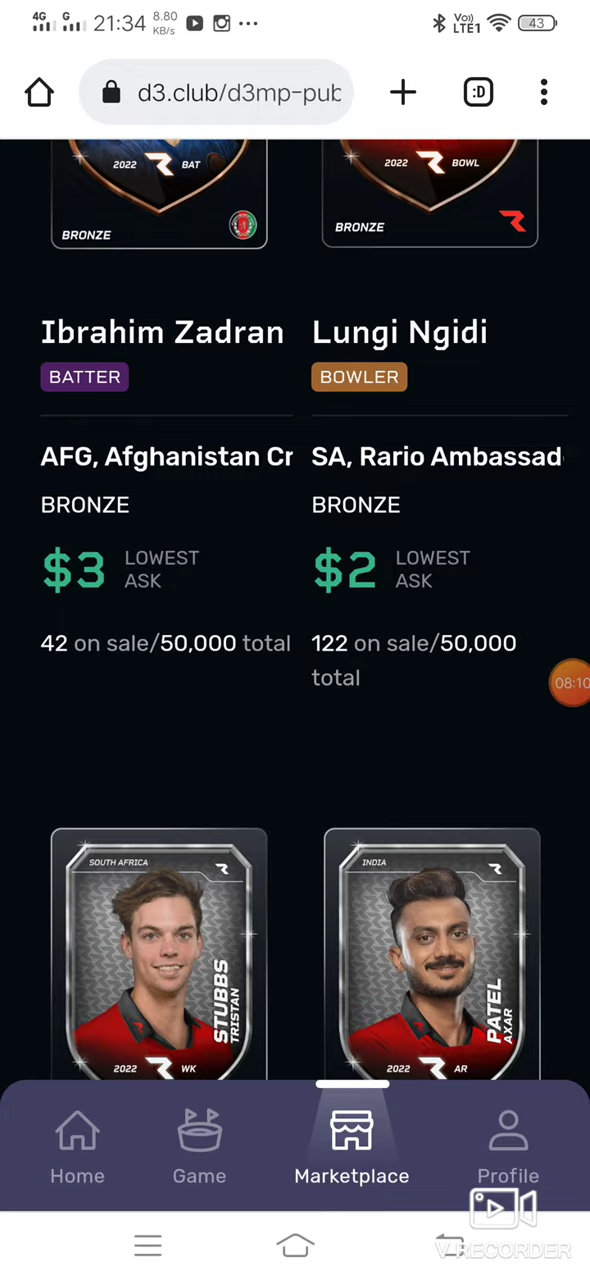 4G G 21:34 8.80 KB/s Vo)) LTE1 43
d3.club/d3mp-pub
:D
2022 BAT
2022 BOWL
BRONZE
BRONZE
Ibrahim Zadran
Lungi Ngidi
BATTER
BOWLER
AFG, Afghanistan Cr
SA, Rario Ambassad
BRONZE
BRONZE
$3 LOWEST ASK
$2 LOWEST ASK
42 on sale/50,000 total
122 on sale/50,000
total
08:10
SOUTH AFRICA
STUBBS
TRISTAN
2022 WK
INDIA
PATEL
AXAR
2022 AR
Home
Game
Marketplace
Profile
V.RECORDER